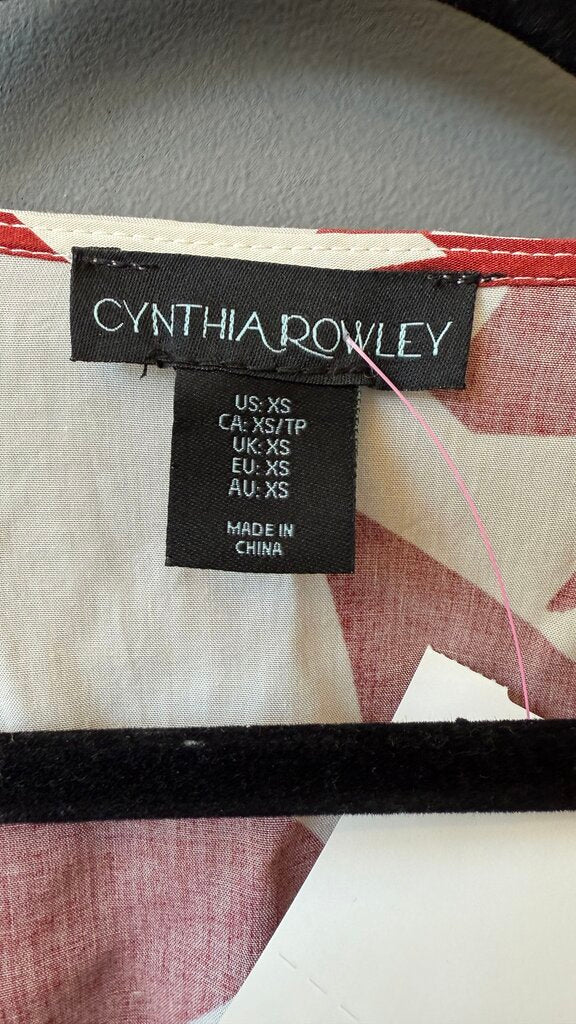 CYNTHIA ROWLEY
US: XS
CA: XS/TP
UK: XS
EU: XS
AU: XS
MADE IN
CHINA